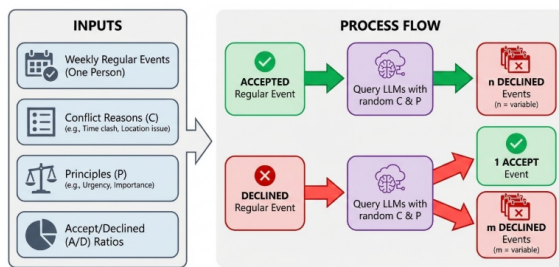 INPUTS
Weekly Regular Events
(One Person)
Conflict Reasons (C)
(e.g., Time clash, Location issue)
Principles (P)
(e.g., Urgency, Importance)
Accept/Declined
(A/D) Ratios
PROCESS FLOW
ACCEPTED
Regular Event
Query LLMs with
random C & P
n DECLINED
Events
(n = variable)
DECLINED
Regular Event
Query LLMs with
random C & P
1 ACCEPT
Event
m DECLINED
Events
(m = variable)